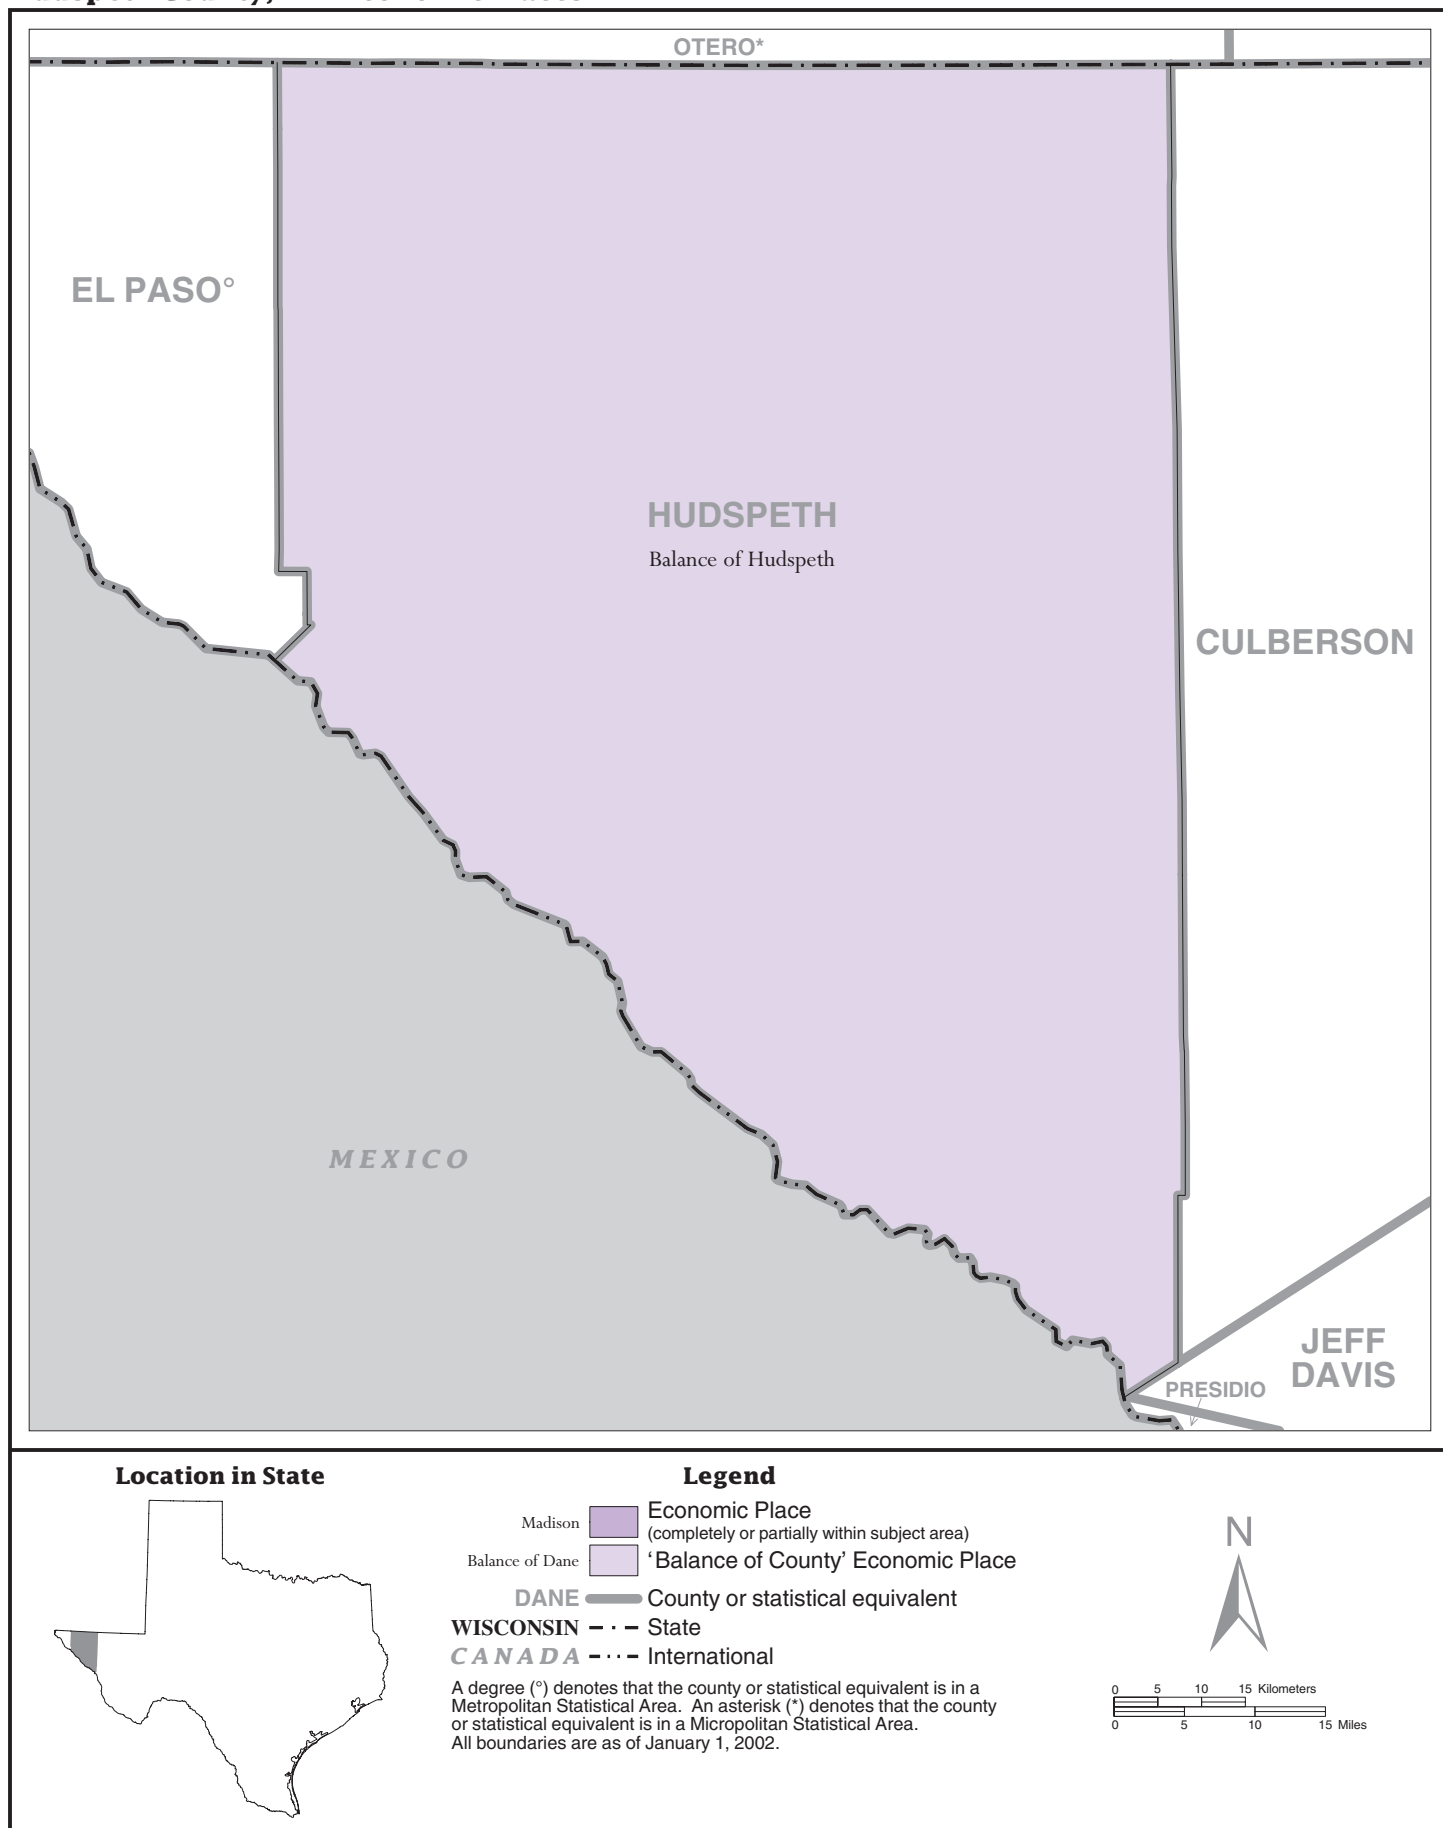 OTERO*
EL PASO°
HUDSPETH
Balance of Hudspeth
CULBERSON
MEXICO
JEFF
DAVIS
PRESIDIO
Location in State
Legend
Madison
Economic Place
(completely or partially within subject area)
Balance of Dane
‘Balance of County’ Economic Place
DANE
County or statistical equivalent
WISCONSIN
State
CANADA
International
A degree (°) denotes that the county or statistical equivalent is in a
Metropolitan Statistical Area.  An asterisk (*) denotes that the county
or statistical equivalent is in a Micropolitan Statistical Area.
All boundaries are as of January 1, 2002.
N
0 5 10 15 Kilometers
0 5 10 15 Miles